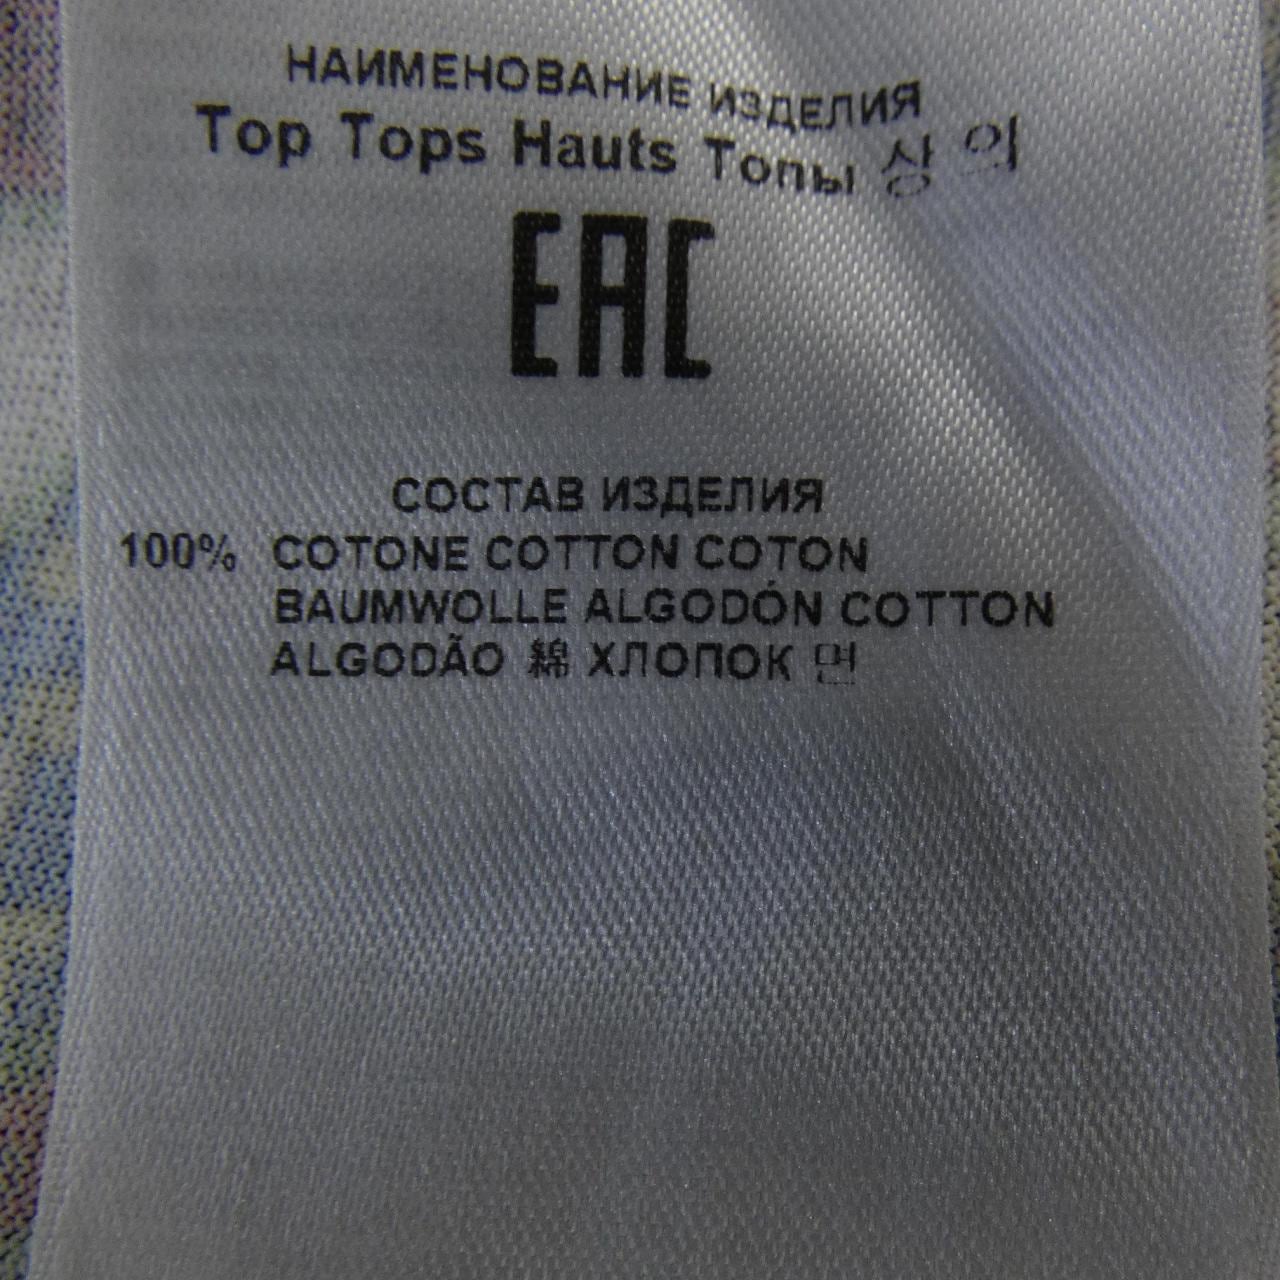 НАИМЕНОВАНИЕ ИЗДЕЛИЯ
Top Tops Hauts Топы 상 의
EAC
СОСТАВ ИЗДЕЛИЯ
100% COTONE COTTON COTON
BAUMWOLLE ALGODÓN COTTON
ALGODÃO 綿 ХЛОПОК 면